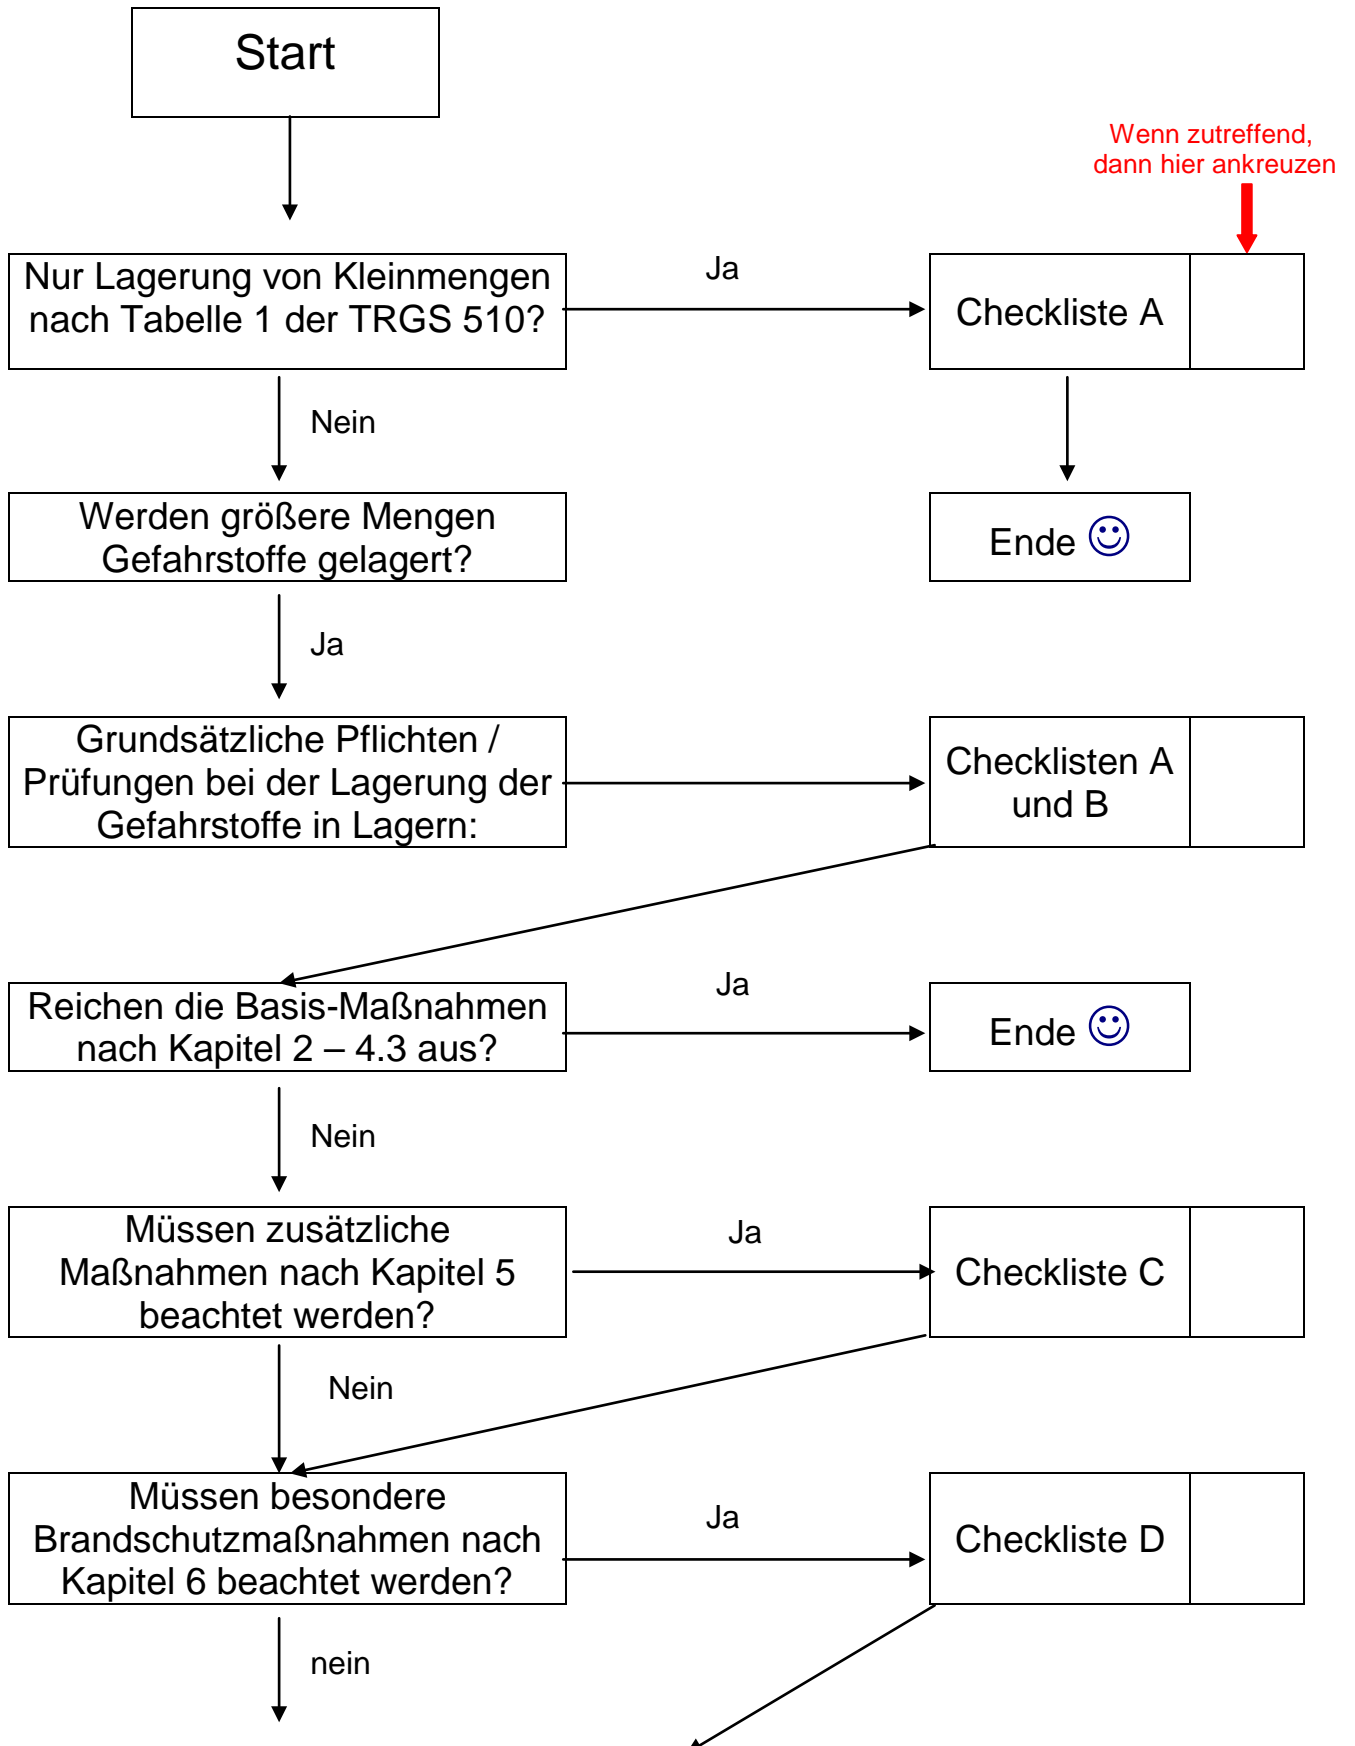 Start
Wenn zutreffend,
dann hier ankreuzen
Nur Lagerung von Kleinmengen
nach Tabelle 1 der TRGS 510?
Ja
Checkliste A
Nein
Werden größere Mengen
Gefahrstoffe gelagert?
Ende
Ja
Grundsätzliche Pflichten /
Prüfungen bei der Lagerung der
Gefahrstoffe in Lagern:
Checklisten A
und B
Reichen die Basis-Maßnahmen
nach Kapitel 2 – 4.3 aus?
Ja
Ende
Nein
Müssen zusätzliche
Maßnahmen nach Kapitel 5
beachtet werden?
Ja
Checkliste C
Nein
Müssen besondere
Brandschutzmaßnahmen nach
Kapitel 6 beachtet werden?
Ja
Checkliste D
nein